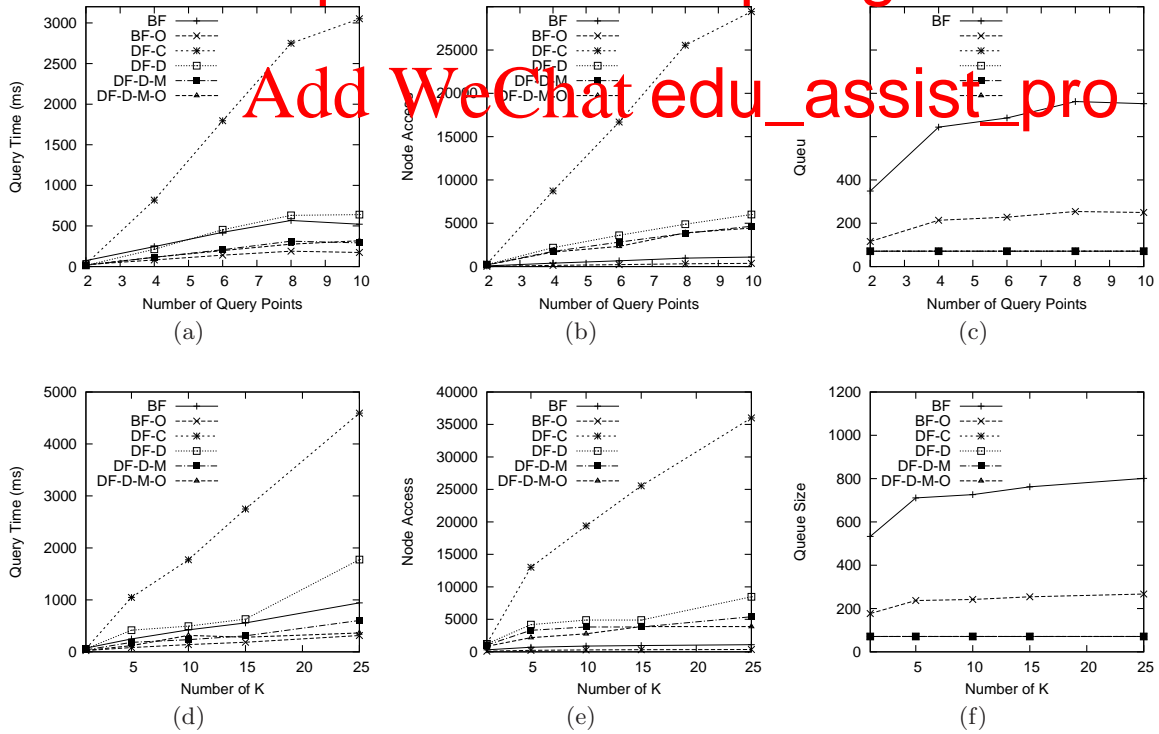 3000
2500
2000
1500
1000
500
0
Query Time (ms)
BF
BF-O
DF-C
DF-D
DF-D-M
DF-D-M-O
2 3 4 5 6 7 8 9 10
Number of Query Points
(a)
25000
20000
15000
10000
5000
0
Node Access
BF
BF-O
DF-C
DF-D
DF-D-M
DF-D-M-O
2 3 4 5 6 7 8 9 10
Number of Query Points
(b)
400
200
0
Queu
BF
2 3 4 5 6 7 8 9 10
Number of Query Points
(c)
Add WeChat edu_assist_pro
5000
4000
3000
2000
1000
0
Query Time (ms)
BF
BF-O
DF-C
DF-D
DF-D-M
DF-D-M-O
5 10 15 20 25
Number of K
(d)
40000
35000
30000
25000
20000
15000
10000
5000
0
Node Access
BF
BF-O
DF-C
DF-D
DF-D-M
DF-D-M-O
5 10 15 20 25
Number of K
(e)
1200
1000
800
600
400
200
0
Queue Size
BF
BF-O
DF-C
DF-D
DF-D-M
DF-D-M-O
5 10 15 20 25
Number of K
(f)